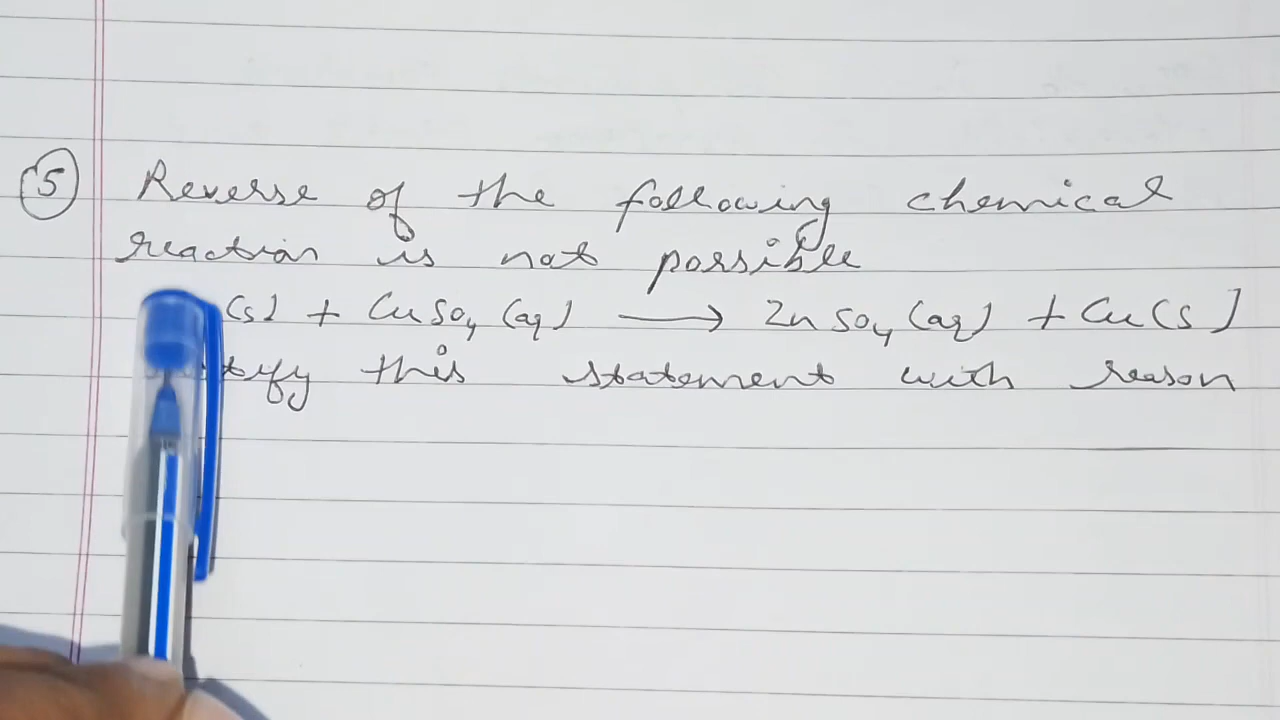 5 Reverse of the following chemical
reaction is not possible
(s) + CuSO4 (aq) → ZnSO4 (aq) + Cu(s)
tify this statement with reason